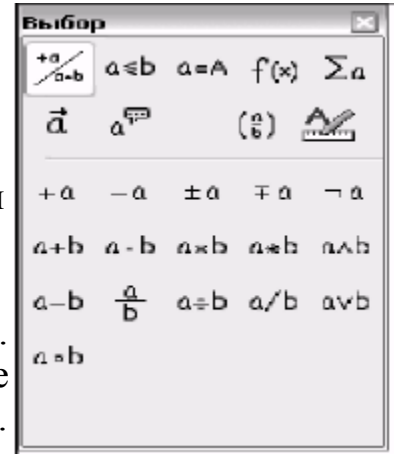 Выбор
+a/a÷b a≤b a∈A f(x) Σa
a⃗ a (a b)
+a −a ±a ∓a ¬a
a+b a·b a×b a∗b a∧b
a−b a/b a÷b a/b a∨b
a∘b
е